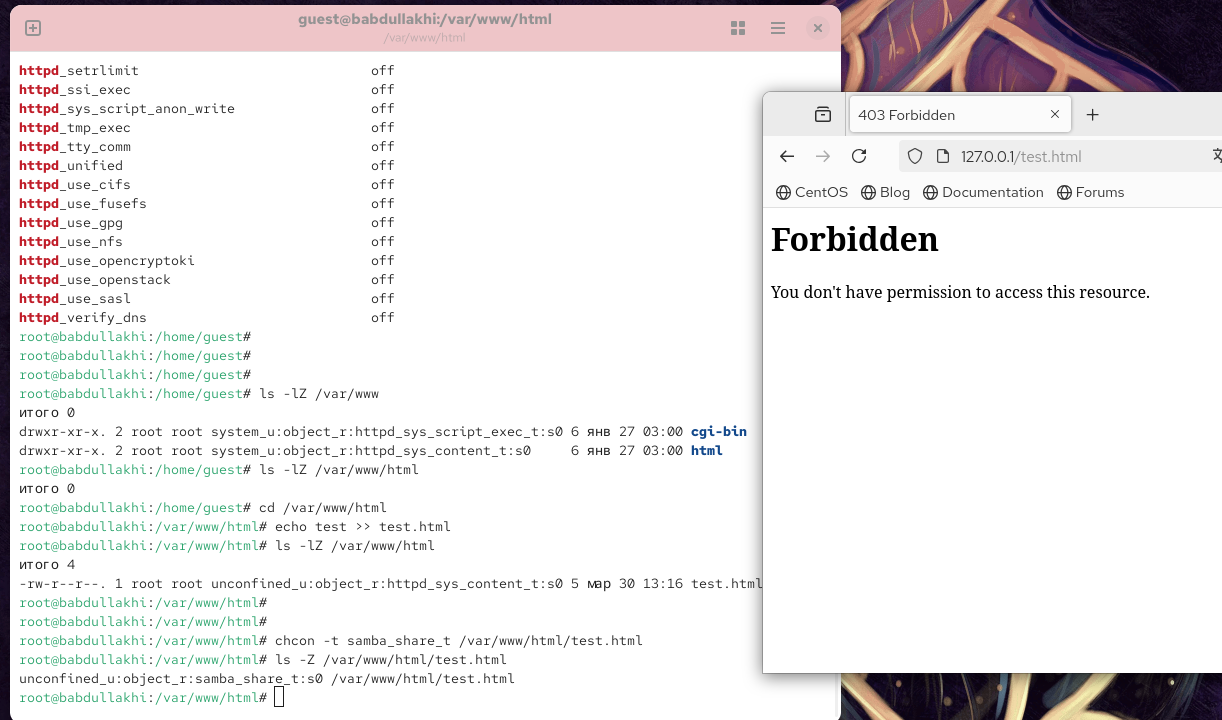 guest@babdullakhi:/var/www/html
/var/www/html
httpd_setrlimit                             off
httpd_ssi_exec                              off
httpd_sys_script_anon_write                 off
httpd_tmp_exec                              off
httpd_tty_comm                              off
httpd_unified                               off
httpd_use_cifs                              off
httpd_use_fusefs                            off
httpd_use_gpg                               off
httpd_use_nfs                               off
httpd_use_opencryptoki                      off
httpd_use_openstack                         off
httpd_use_sasl                              off
httpd_verify_dns                            off
root@babdullakhi:/home/guest#
root@babdullakhi:/home/guest#
root@babdullakhi:/home/guest#
root@babdullakhi:/home/guest# ls -lZ /var/www
итого 0
drwxr-xr-x. 2 root root system_u:object_r:httpd_sys_script_exec_t:s0 6 янв 27 03:00 cgi-bin
drwxr-xr-x. 2 root root system_u:object_r:httpd_sys_content_t:s0     6 янв 27 03:00 html
root@babdullakhi:/home/guest# ls -lZ /var/www/html
итого 0
root@babdullakhi:/home/guest# cd /var/www/html
root@babdullakhi:/var/www/html# echo test >> test.html
root@babdullakhi:/var/www/html# ls -lZ /var/www/html
итого 4
-rw-r--r--. 1 root root unconfined_u:object_r:httpd_sys_content_t:s0 5 мар 30 13:16 test.html
root@babdullakhi:/var/www/html#
root@babdullakhi:/var/www/html#
root@babdullakhi:/var/www/html# chcon -t samba_share_t /var/www/html/test.html
root@babdullakhi:/var/www/html# ls -Z /var/www/html/test.html
unconfined_u:object_r:samba_share_t:s0 /var/www/html/test.html
root@babdullakhi:/var/www/html#
403 Forbidden
127.0.0.1/test.html
CentOS Blog Documentation Forums
Forbidden
You don't have permission to access this resource.